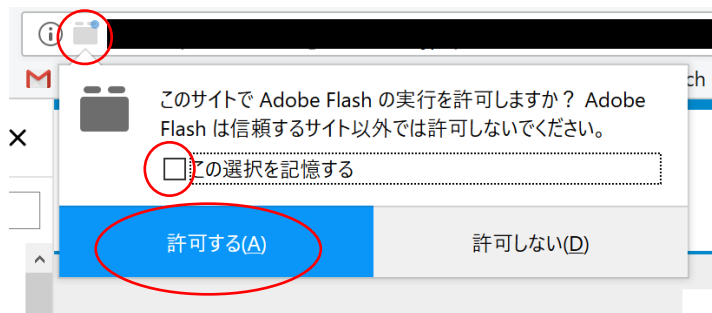 ch
このサイトで Adobe Flash の実行を許可しますか？ Adobe
Flash は信頼するサイト以外では許可しないでください。
この選択を記憶する
許可する(A)
許可しない(D)